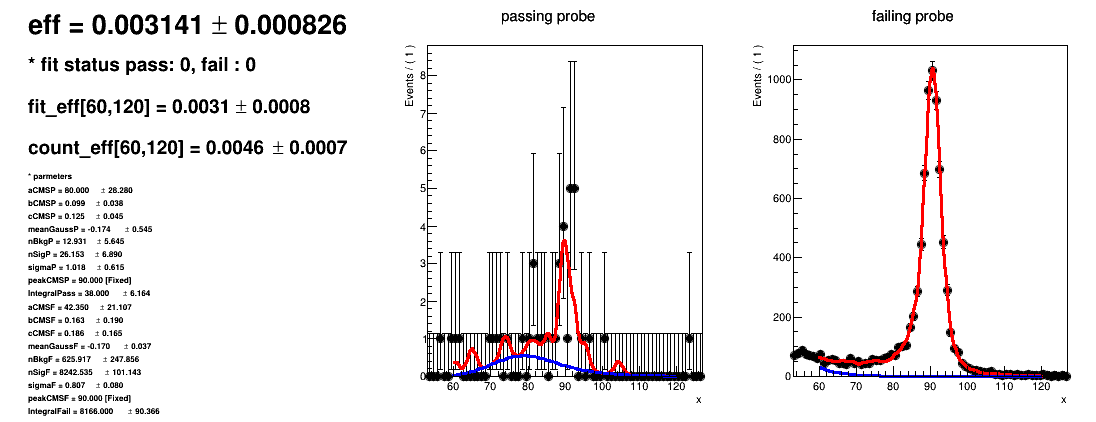 eff = 0.003141 ± 0.000826
* fit status pass: 0, fail : 0
fit_eff[60,120] = 0.0031 ± 0.0008
count_eff[60,120] = 0.0046 ± 0.0007
* parmeters
aCMSP = 80.000 ± 28.280
bCMSP = 0.099 ± 0.038
cCMSP = 0.125 ± 0.045
meanGaussP = -0.174 ± 0.545
nBkgP = 12.931 ± 5.645
nSigP = 26.153 ± 6.890
sigmaP = 1.018 ± 0.615
peakCMSP = 90.000 [Fixed]
IntegralPass = 38.000 ± 6.164
aCMSF = 42.350 ± 21.107
bCMSF = 0.163 ± 0.190
cCMSF = 0.186 ± 0.165
meanGaussF = -0.170 ± 0.037
nBkgF = 625.917 ± 247.856
nSigF = 8242.535 ± 101.143
sigmaF = 0.807 ± 0.080
peakCMSF = 90.000 [Fixed]
IntegralFail = 8166.000 ± 90.366
passing probe
Events / ( 1 )
8
7
6
5
4
3
2
1
0
60 70 80 90 100 110 120
x
failing probe
Events / ( 1 )
1000
800
600
400
200
0
60 70 80 90 100 110 120
x